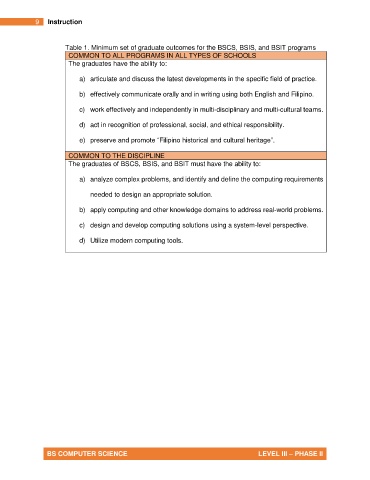 9 Instruction
Table 1. Minimum set of graduate outcomes for the BSCS, BSIS, and BSIT programs
COMMON TO ALL PROGRAMS IN ALL TYPES OF SCHOOLS
The graduates have the ability to:
a) articulate and discuss the latest developments in the specific field of practice.
b) effectively communicate orally and in writing using both English and Filipino.
c) work effectively and independently in multi-disciplinary and multi-cultural teams.
d) act in recognition of professional, social, and ethical responsibility.
e) preserve and promote “Filipino historical and cultural heritage”.
COMMON TO THE DISCIPLINE
The graduates of BSCS, BSIS, and BSIT must have the ability to:
a) analyze complex problems, and identify and define the computing requirements
needed to design an appropriate solution.
b) apply computing and other knowledge domains to address real-world problems.
c) design and develop computing solutions using a system-level perspective.
d) Utilize modern computing tools.
BS COMPUTER SCIENCE LEVEL III – PHASE II